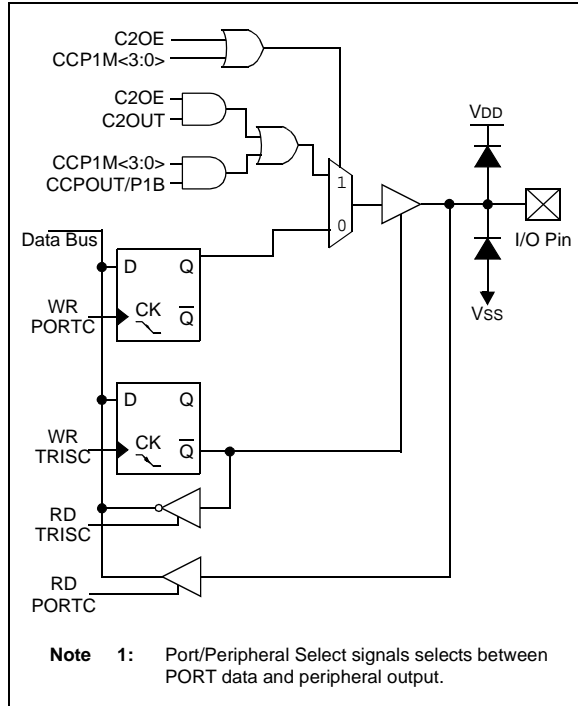 C2OE
CCP1M<3:0>
C2OE
C2OUT
CCP1M<3:0>
CCPOUT/P1B
VDD
1
0
I/O Pin
VSS
Data Bus
D Q
WR
PORTC
CK Q
D Q
WR
TRISC
CK Q
RD
TRISC
RD
PORTC
Note 1: Port/Peripheral Select signals selects between
PORT data and peripheral output.